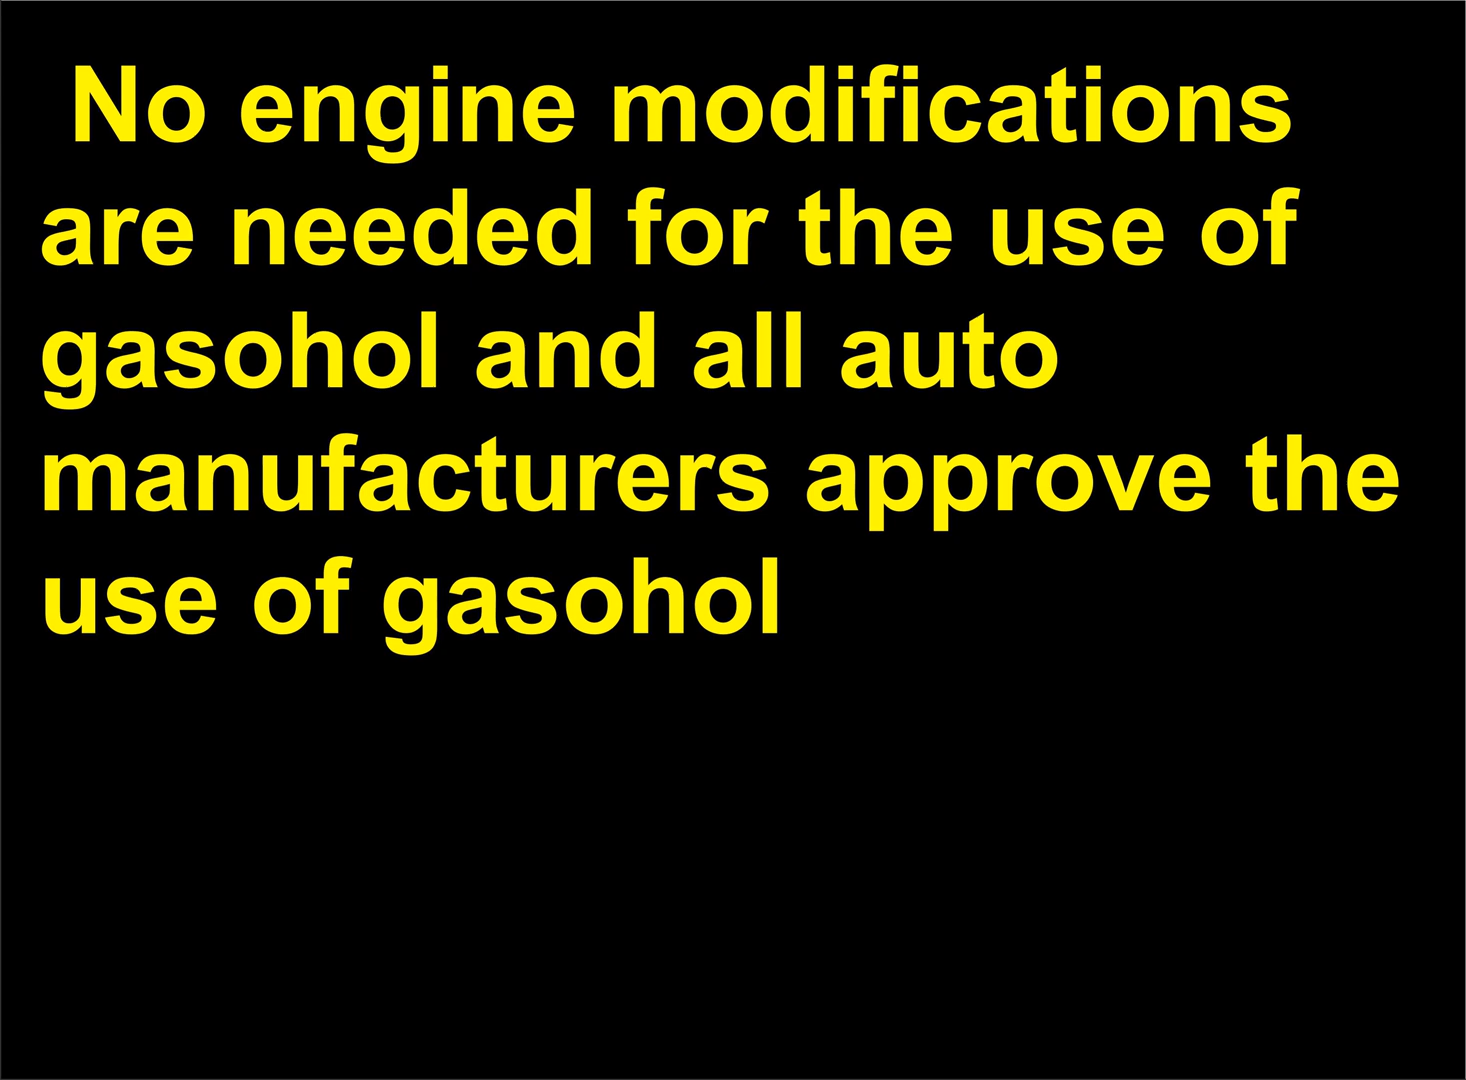 No engine modifications
are needed for the use of
gasohol and all auto
manufacturers approve the
use of gasohol